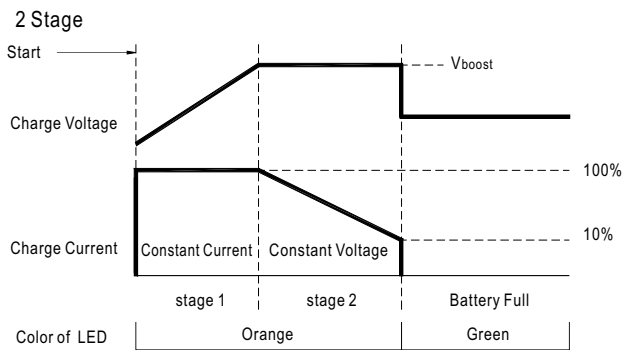 2 Stage
Start
Vboost
Charge Voltage
100%
10%
Charge Current
Constant Current
Constant Voltage
stage 1
stage 2
Battery Full
Color of LED
Orange
Green